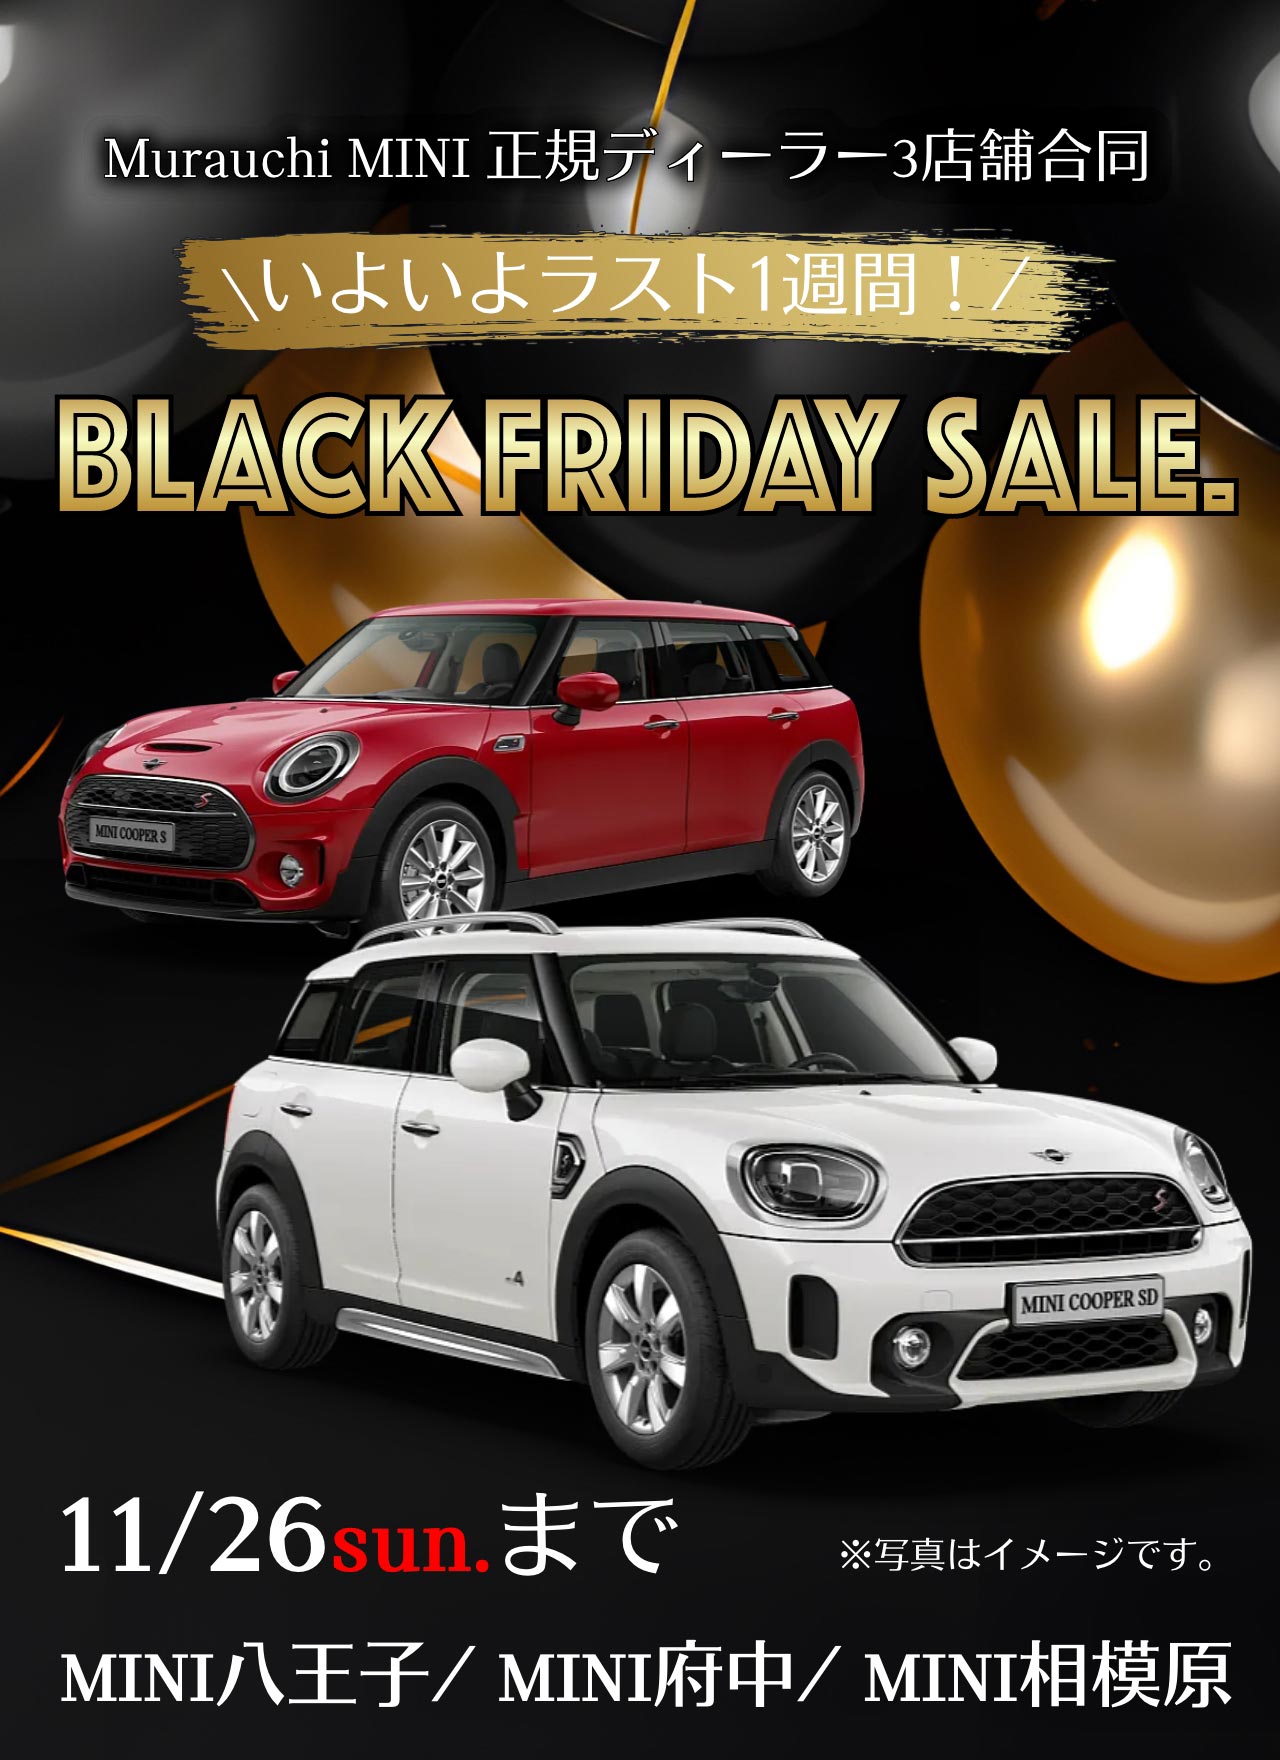 Murauchi MINI 正規ディーラー3店舗合同
\いよいよラスト1週間！/
BLACK FRIDAY SALE.
S
MINI COOPER S
S
ALL4
MINI COOPER SD
11/26sun.まで
※写真はイメージです。
MINI八王子/ MINI府中/ MINI相模原